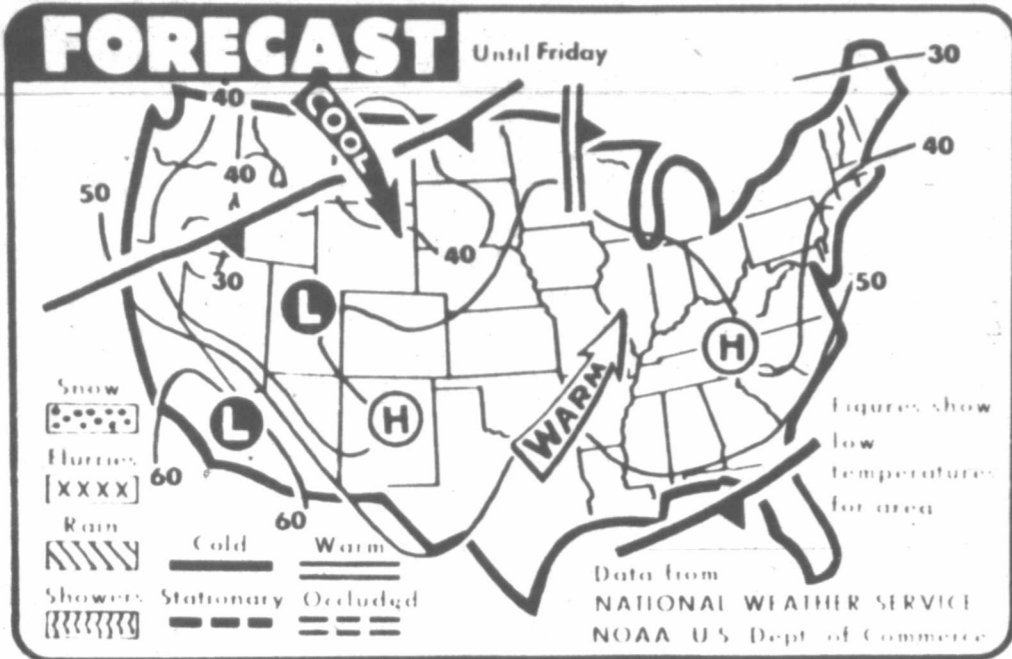 FORECAST
Until Friday
30
40
COOL
40
50
40
40
30
50
L
H
WARM
L
H
60
60
Snow
Flurries
Rain
Showers
Cold
Warm
Stationary
Occluded
Figures show
low
temperatures
for area
Data from
NATIONAL WEATHER SERVICE
NOAA U S Dept of Commerce